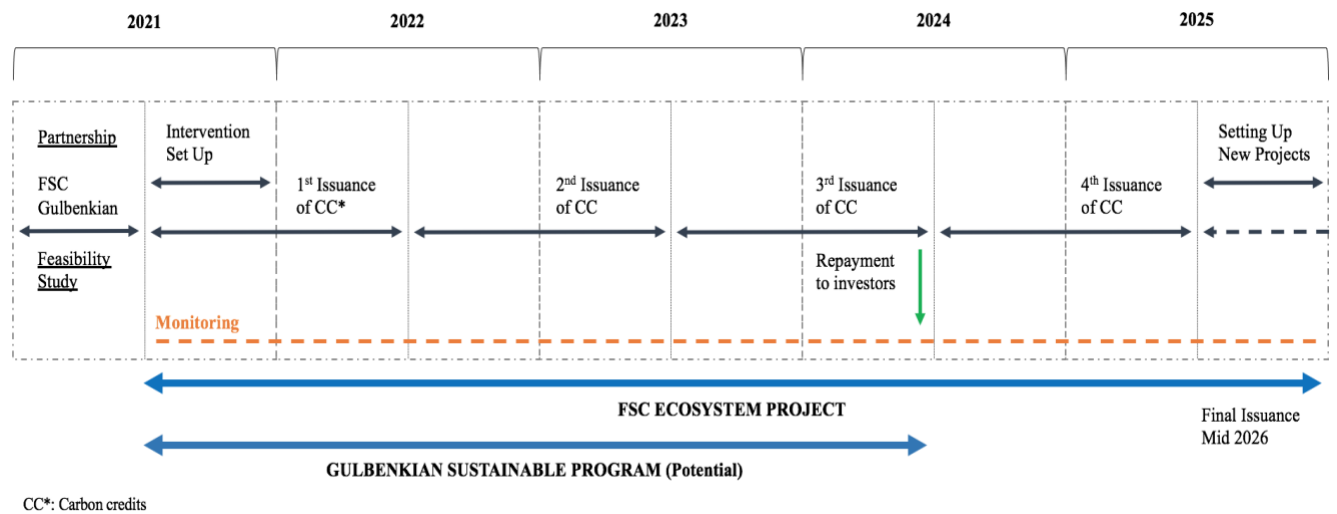 2021
2022
2023
2024
2025
Partnership
FSC
Gulbenkian
Feasibility
Study
Intervention
Set Up
1st Issuance
of CC*
2nd Issuance
of CC
3rd Issuance
of CC
Repayment
to investors
4th Issuance
of CC
Setting Up
New Projects
Monitoring
FSC ECOSYSTEM PROJECT
Final Issuance
Mid 2026
GULBENKIAN SUSTAINABLE PROGRAM (Potential)
CC*: Carbon credits